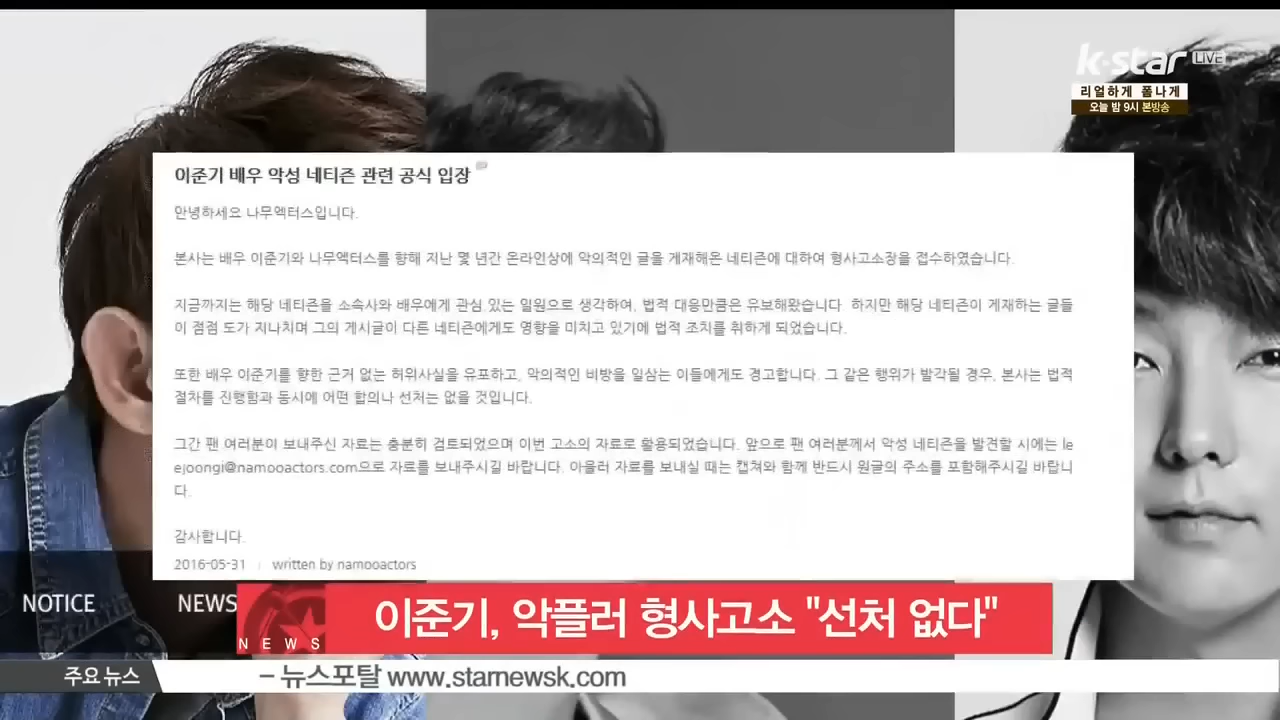 k·star LIVE
리얼하게 폼나게
오늘 밤 9시 본방송
이준기 배우 악성 네티즌 관련 공식 입장
안녕하세요 나무엑터스입니다.
본사는 배우 이준기와 나무엑터스를 향해 지난 몇 년간 온라인상에 악의적인 글을 게재해온 네티즌에 대하여 형사고소장을 접수하였습니다.
지금까지는 해당 네티즌을 소속사와 배우에게 관심 있는 일원으로 생각하여, 법적 대응만큼은 유보해왔습니다 하지만 해당 네티즌이 게재하는 글들
이 점점 도가 지나치며 그의 게시글이 다른 네티즌에게도 영향을 미치고 있기에 법적 조치를 취하게 되었습니다.
또한 배우 이준기를 향한 근거 없는 허위사실을 유포하고, 악의적인 비방을 일삼는 이들에게도 경고합니다. 그 같은 행위가 발각될 경우, 본사는 법적
절차를 진행함과 동시에 어떤 합의나 선처는 없을 것입니다.
그간 팬 여러분이 보내주신 자료는 충분히 검토되었으며 이번 고소의 자료로 활용되었습니다. 앞으로 팬 여러분께서 악성 네티즌을 발견할 시에는 le
ejoongi@namooactors.com으로 자료를 보내주시길 바랍니다. 아울러 자료를 보내실 때는 캡쳐와 함께 반드시 원글의 주소를 포함해주시길 바랍니
다.
감사합니다.
2016-05-31 written by namooactors
NOTICE NEWS
NEWS 이준기, 악플러 형사고소 "선처 없다"
주요뉴스 - 뉴스포탈 www.starnewsk.com